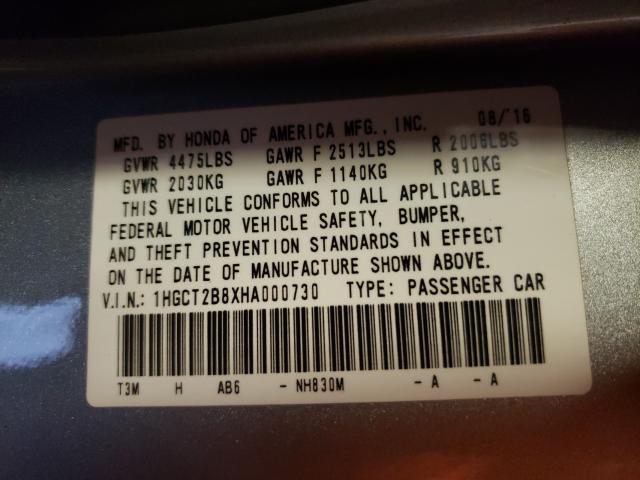 MFD. BY HONDA OF AMERICA MFG., INC. 08/'16
GVWR 4475LBS GAWR F 2513LBS R 2006LBS
GVWR 2030KG GAWR F 1140KG R 910KG
THIS VEHICLE CONFORMS TO ALL APPLICABLE
FEDERAL MOTOR VEHICLE SAFETY, BUMPER,
AND THEFT PREVENTION STANDARDS IN EFFECT
ON THE DATE OF MANUFACTURE SHOWN ABOVE.
V.I.N.: 1HGCT2B8XHA000730 TYPE: PASSENGER CAR
T3M H AB6 - NH830M - A - A